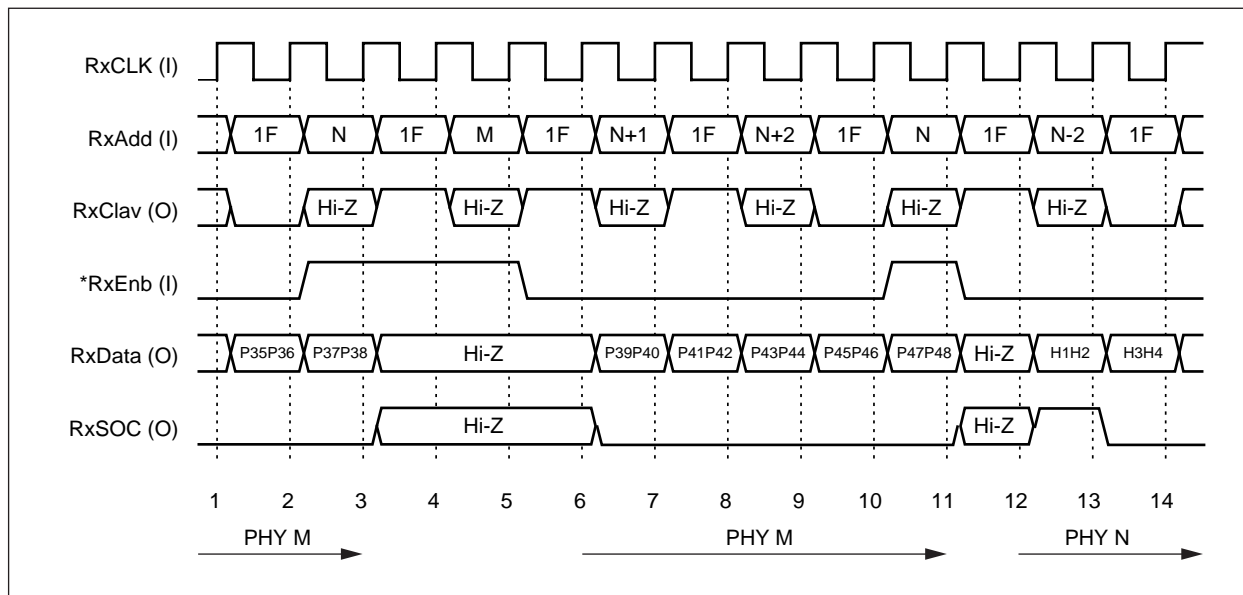 RxCLK (I)
RxAdd (I) 1F N 1F M 1F N+1 1F N+2 1F N 1F N-2 1F
RxClav (O) Hi-Z Hi-Z Hi-Z Hi-Z Hi-Z Hi-Z
*RxEnb (I)
RxData (O) P35P36 P37P38 Hi-Z P39P40 P41P42 P43P44 P45P46 P47P48 Hi-Z H1H2 H3H4
RxSOC (O) Hi-Z Hi-Z
1 2 3 4 5 6 7 8 9 10 11 12 13 14
PHY M PHY M PHY N